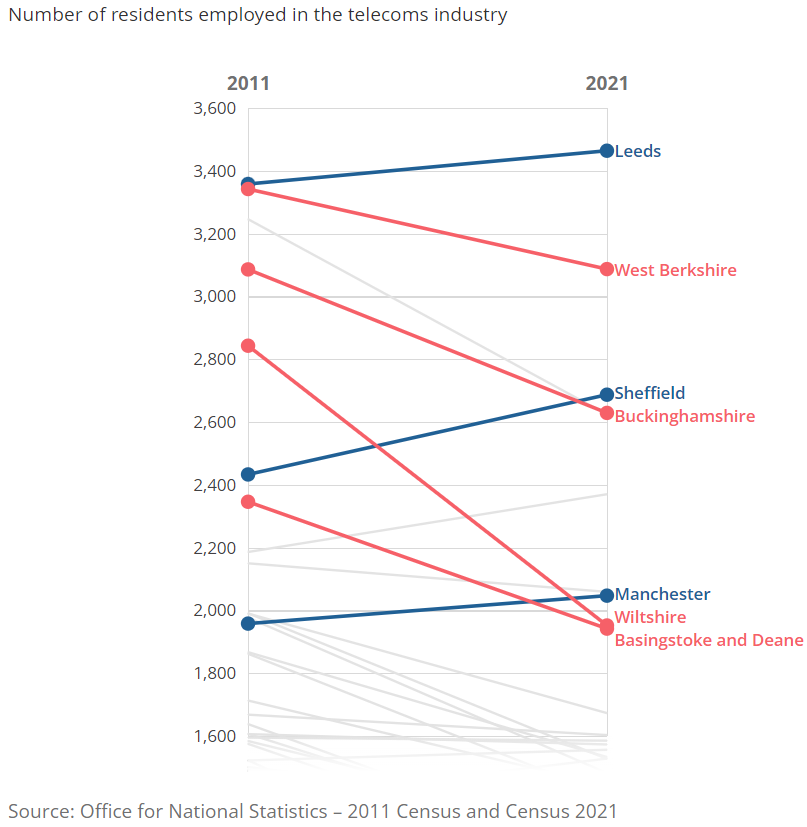 Number of residents employed in the telecoms industry
2011 2021
3,600
Leeds
3,400
3,200
West Berkshire
3,000
2,800
Sheffield
2,600
Buckinghamshire
2,400
2,200
Manchester
2,000
Wiltshire
Basingstoke and Deane
1,800
1,600
Source: Office for National Statistics – 2011 Census and Census 2021